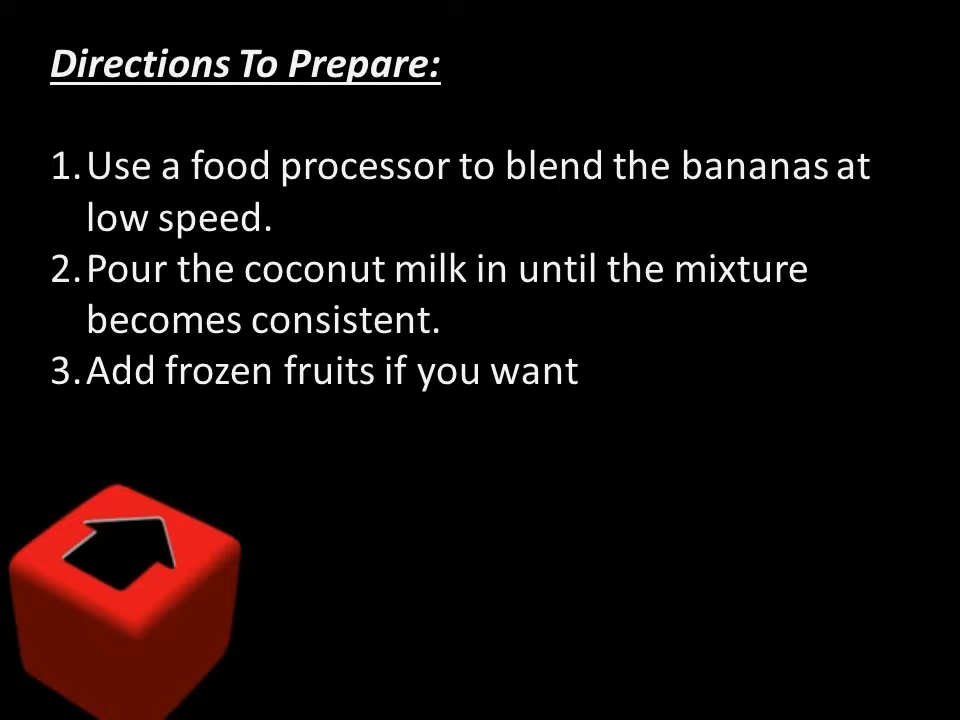 Directions To Prepare:
1. Use a food processor to blend the bananas at
low speed.
2. Pour the coconut milk in until the mixture
becomes consistent.
3. Add frozen fruits if you want